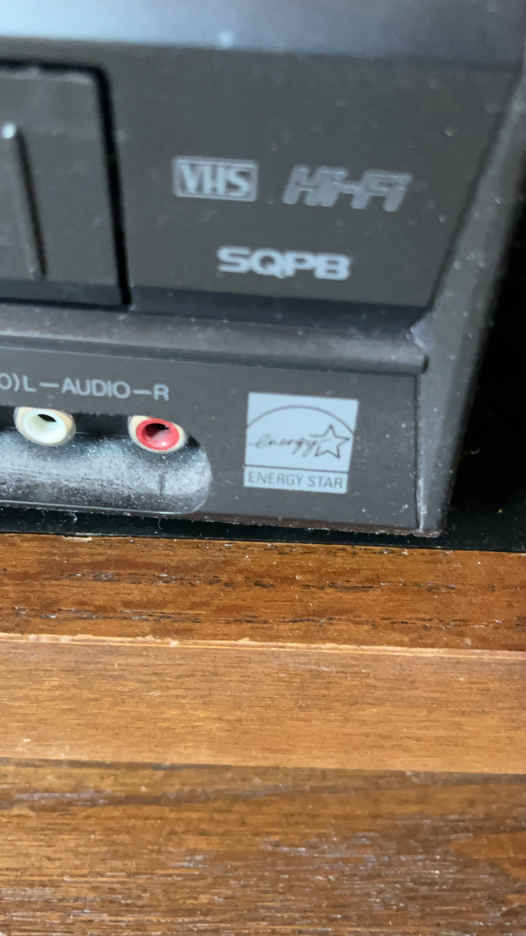 VHS Hi-Fi
SQPB
O)L-AUDIO-R
energy
ENERGY STAR